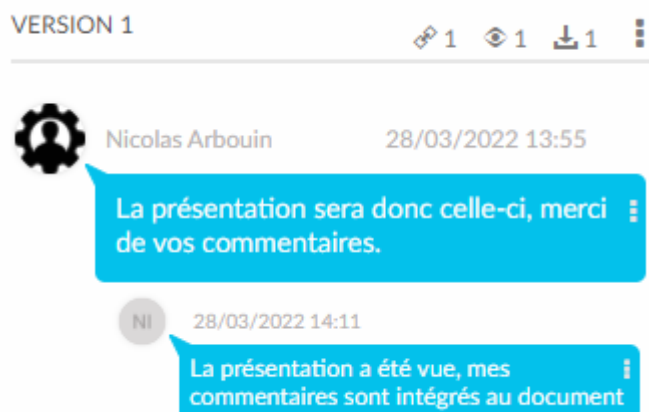 VERSION 1
1 1 1
Nicolas Arbouin 28/03/2022 13:55
La présentation sera donc celle-ci, merci
de vos commentaires.
NI 28/03/2022 14:11
La présentation a été vue, mes
commentaires sont intégrés au document